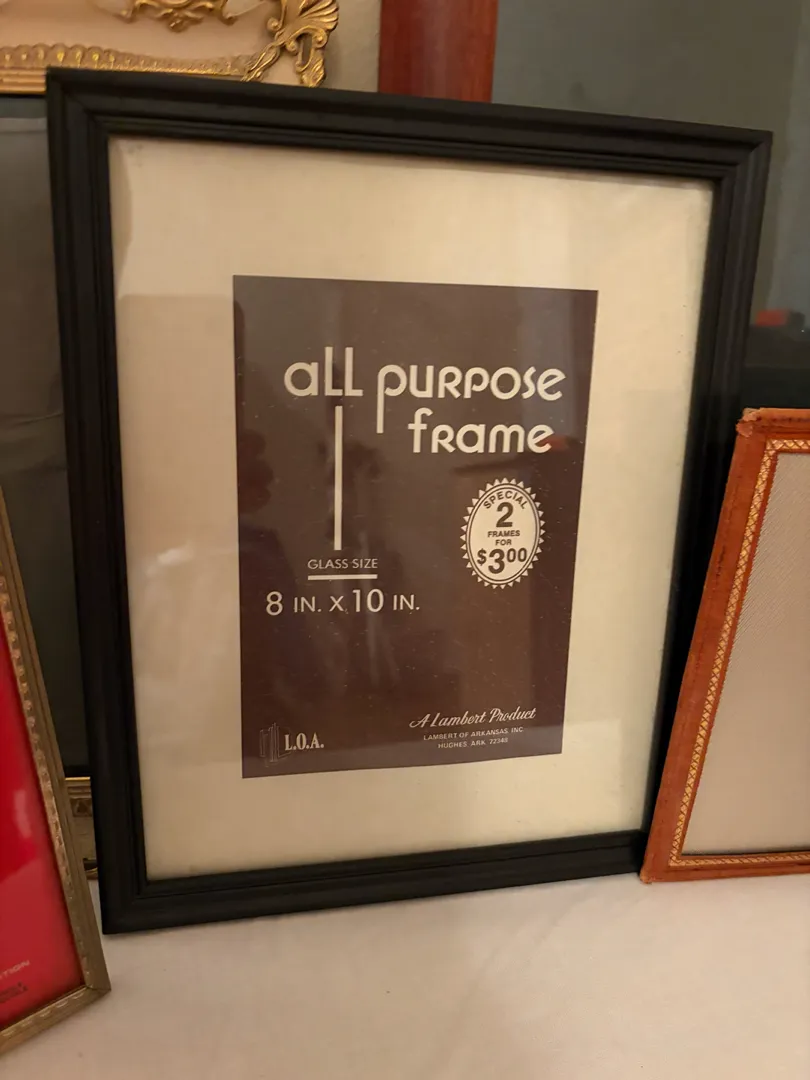 all purpose
frame
SPECIAL
2
FRAMES
FOR
$3.00
GLASS SIZE
8 IN. X 10 IN.
A Lambert Product
LAMBERT OF ARKANSAS INC
HUGHES ARK. 72348
L.O.A.